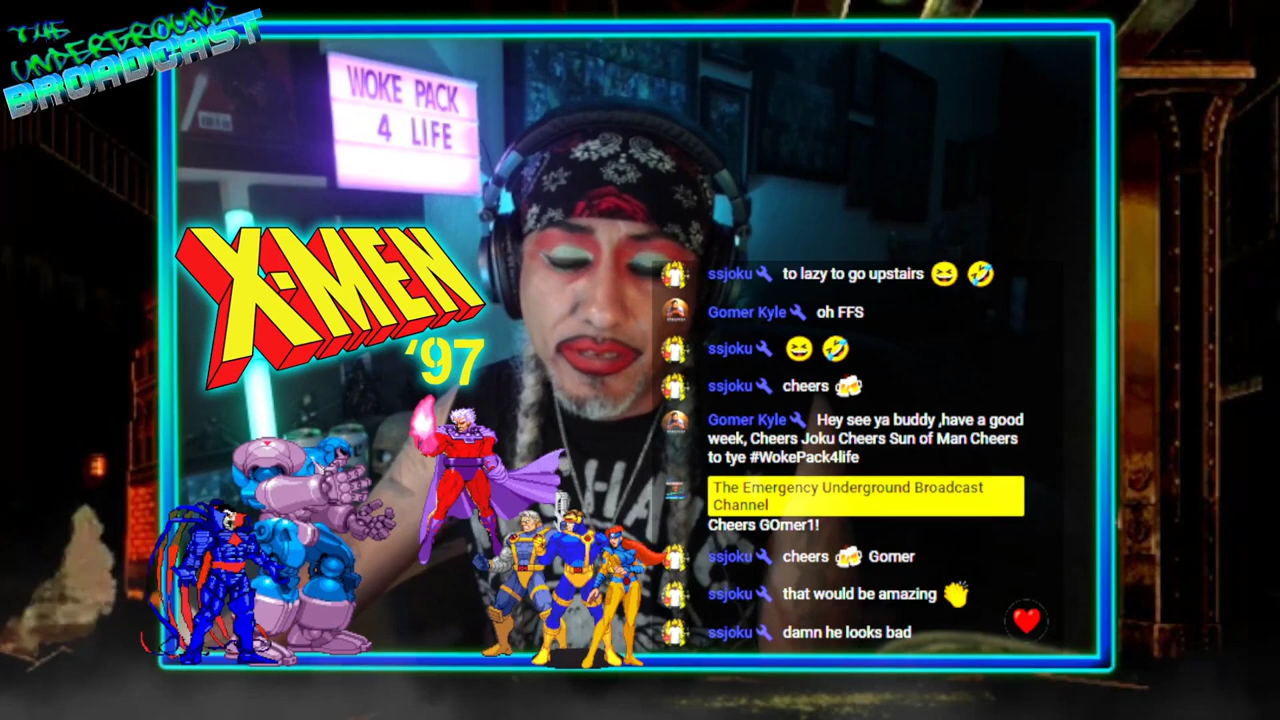 THE
UNDERGROUND
BROADCAST
WOKE PACK
4 LIFE
X-MEN
'97
ssjoku to lazy to go upstairs 😆 🤣
Gomer Kyle oh FFS
ssjoku 😆 🤣
ssjoku cheers 🍻
Gomer Kyle Hey see ya buddy ,have a good
week, Cheers Joku Cheers Sun of Man Cheers
to tye #WokePack4life
The Emergency Underground Broadcast
Channel
Cheers GOmer1!
ssjoku cheers 🍻 Gomer
ssjoku that would be amazing 👏
ssjoku damn he looks bad